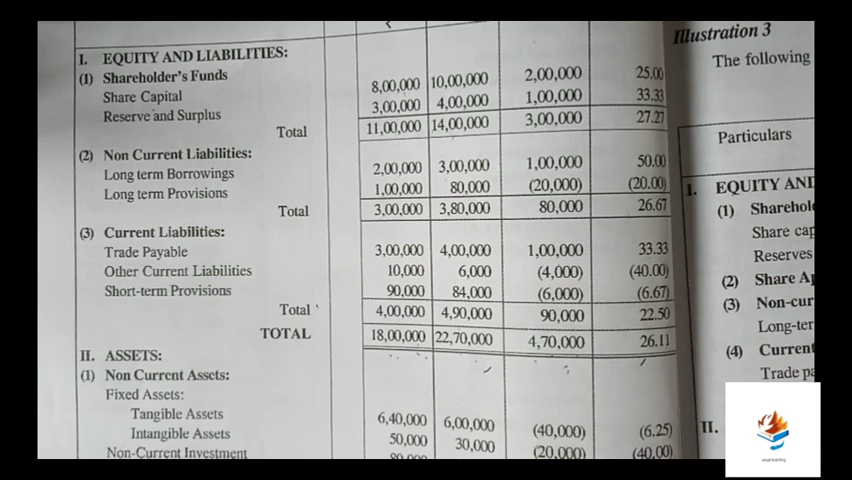 I. EQUITY AND LIABILITIES:
(1) Shareholder's Funds
Share Capital 8,00,000 10,00,000 2,00,000 25.00
Reserve and Surplus 3,00,000 4,00,000 1,00,000 33.33
Total 11,00,000 14,00,000 3,00,000 27.27
(2) Non Current Liabilities:
Long term Borrowings 2,00,000 3,00,000 1,00,000 50.00
Long term Provisions 1,00,000 80,000 (20,000) (20.00)
Total 3,00,000 3,80,000 80,000 26.67
(3) Current Liabilities:
Trade Payable 3,00,000 4,00,000 1,00,000 33.33
Other Current Liabilities 10,000 6,000 (4,000) (40.00)
Short-term Provisions 90,000 84,000 (6,000) (6.67)
Total 4,00,000 4,90,000 90,000 22.50
TOTAL 18,00,000 22,70,000 4,70,000 26.11
II. ASSETS:
(1) Non Current Assets:
Fixed Assets:
Tangible Assets 6,40,000 6,00,000 (40,000) (6.25)
Intangible Assets 50,000 30,000 (20,000) (40.00)
Non-Current Investment
Illustration 3
The following
Particulars
I. EQUITY AND
(1) Sharehol
Share cap
Reserves
(2) Share Ap
(3) Non-cur
Long-ter
(4) Current
Trade pa
II.